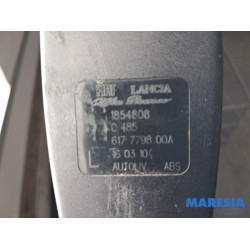 FIAT LANCIA
Alfa Romeo
1854808
C 485
617 7798 00A
L 16 03 10
AUTOLIV ABS
MARESIA